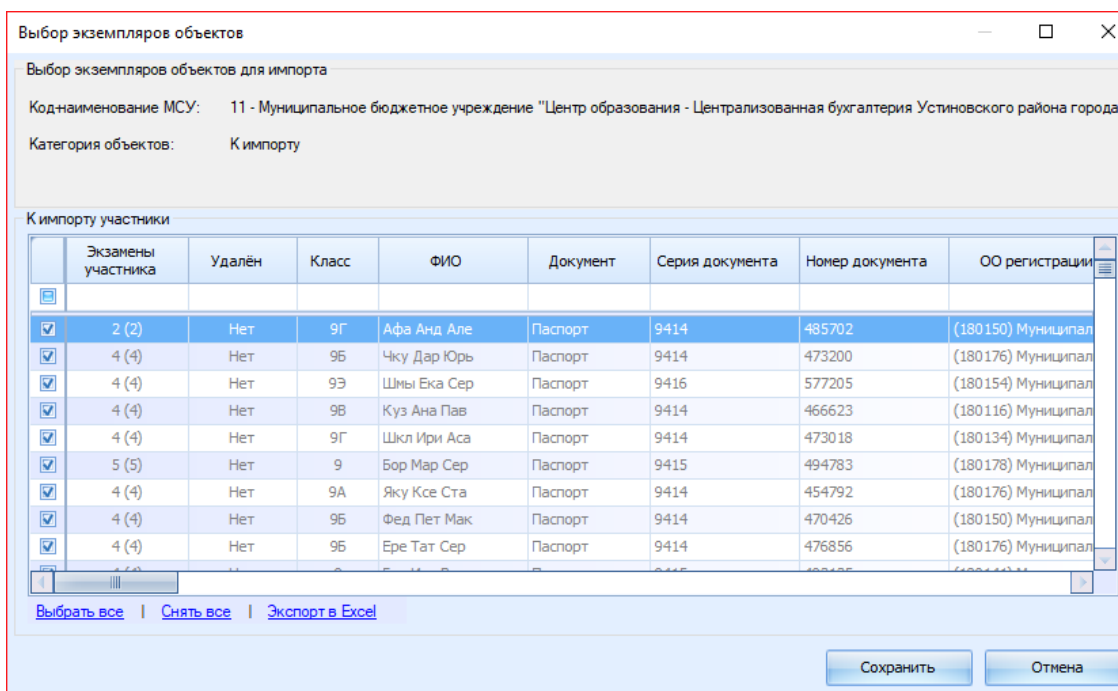 Выбор экземпляров объектов
Выбор экземпляров объектов для импорта
Код-наименование МСУ: 11 - Муниципальное бюджетное учреждение "Центр образования - Централизованная бухгалтерия Устиновского района города
Категория объектов: К импорту
К импорту участники
Экзамены участника Удалён Класс ФИО Документ Серия документа Номер документа ОО регистрации
2 (2) Нет 9Г Афа Анд Але Паспорт 9414 485702 (180150) Муниципал
4 (4) Нет 9Б Чку Дар Юрь Паспорт 9414 473200 (180176) Муниципал
4 (4) Нет 9Э Шмы Ека Сер Паспорт 9416 577205 (180154) Муниципал
4 (4) Нет 9В Куз Ана Пав Паспорт 9414 466623 (180116) Муниципал
4 (4) Нет 9Г Шкл Ири Аса Паспорт 9414 473018 (180134) Муниципал
5 (5) Нет 9 Бор Мар Сер Паспорт 9415 494783 (180178) Муниципал
4 (4) Нет 9А Яку Ксе Ста Паспорт 9414 454792 (180176) Муниципал
4 (4) Нет 9Б Фед Пет Мак Паспорт 9414 470426 (180150) Муниципал
4 (4) Нет 9Б Ере Тат Сер Паспорт 9414 476856 (180176) Муниципал
Выбрать все | Снять все | Экспорт в Excel
Сохранить Отмена